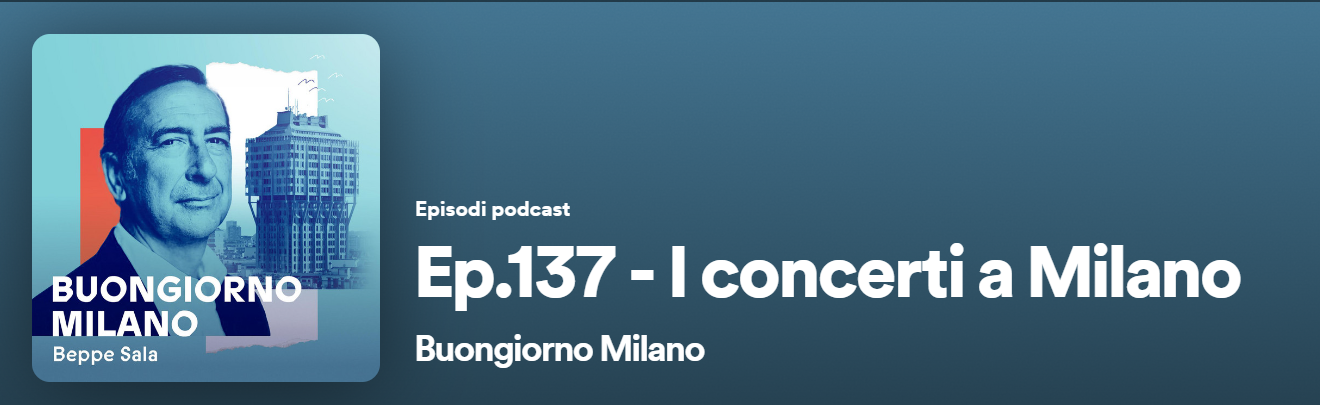 BUONGIORNO
MILANO
Beppe Sala
Episodi podcast
Ep.137 - I concerti a Milano
Buongiorno Milano